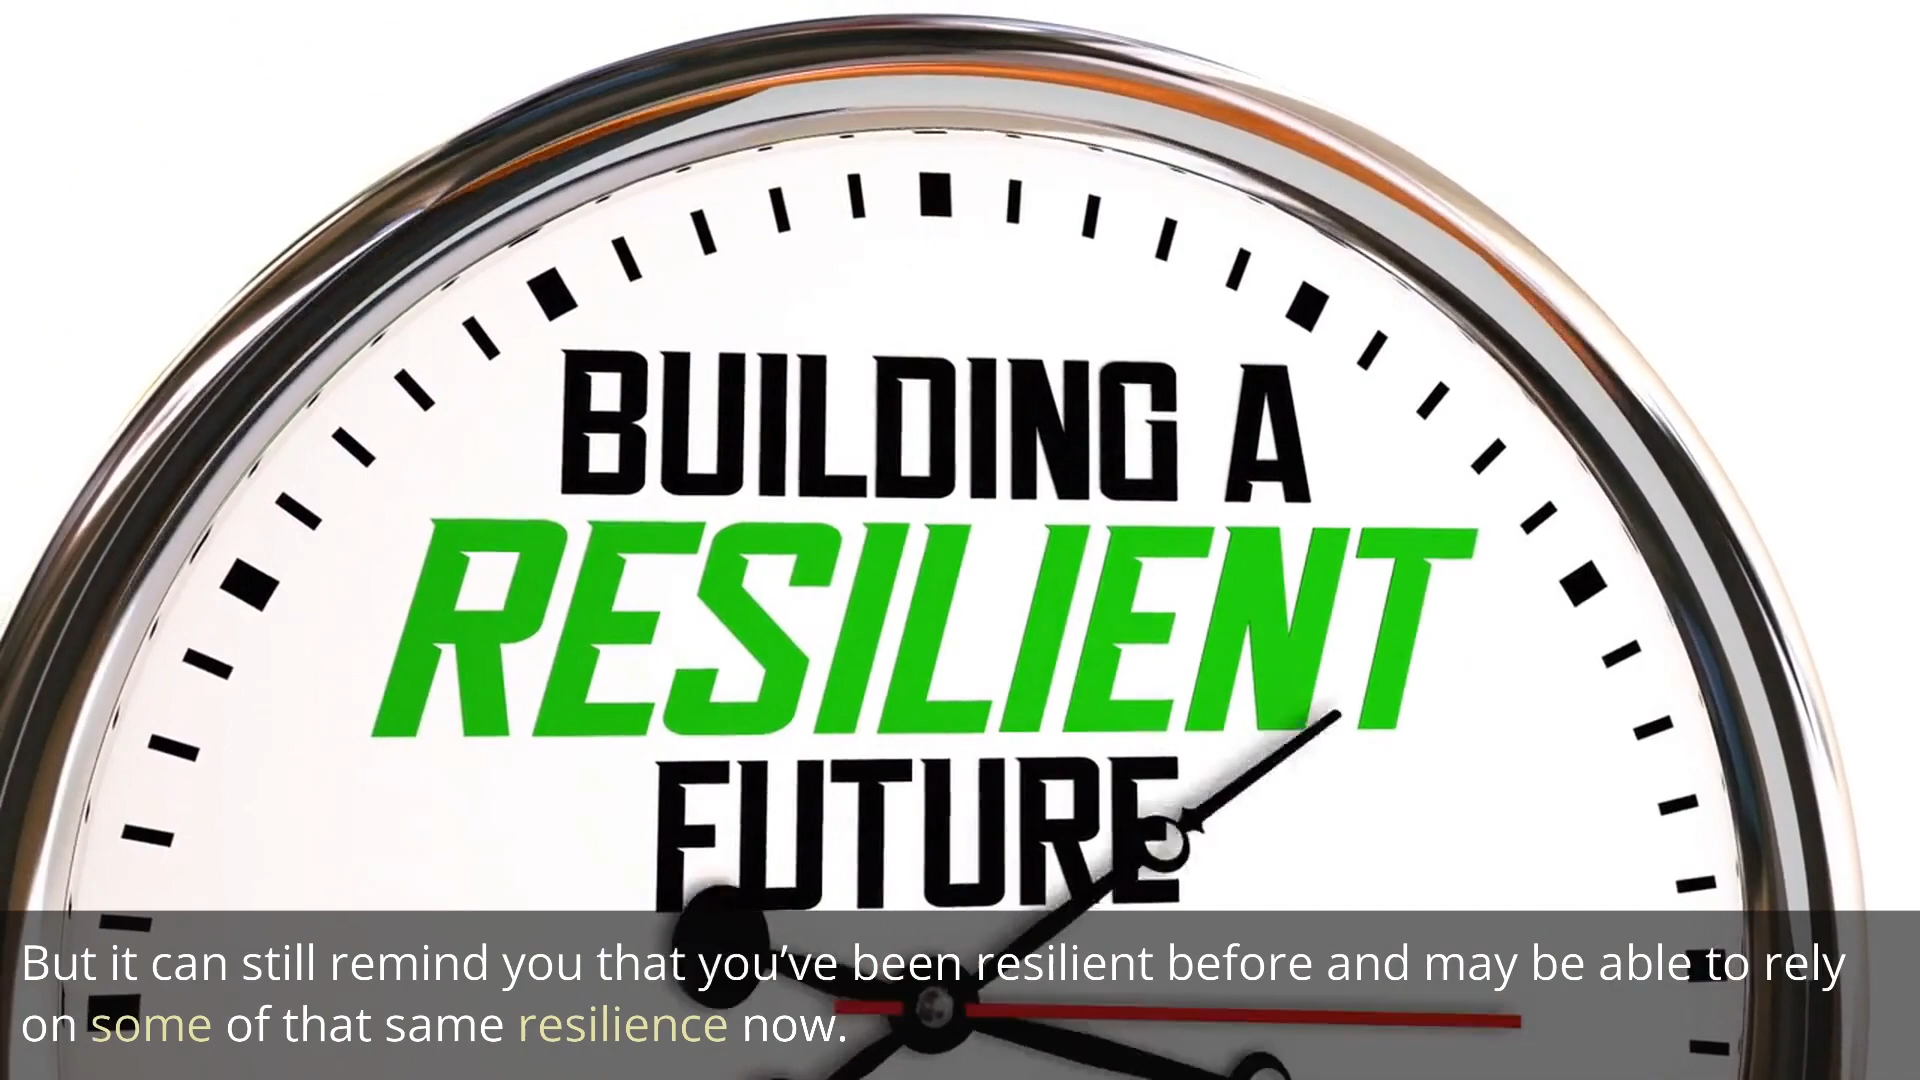 BUILDING A
RESILIENT
FUTURE
But it can still remind you that you’ve been resilient before and may be able to rely
on some of that same resilience now.